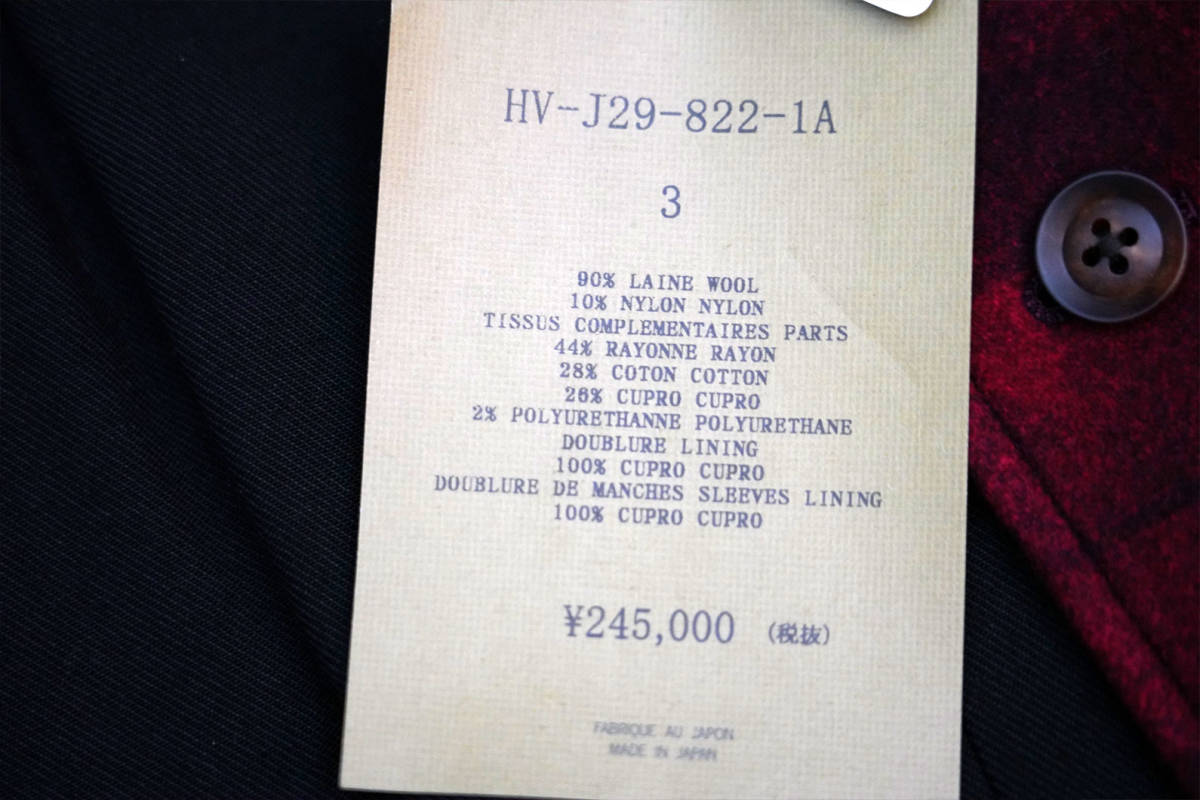 HV-J29-822-1A
3
90% LAINE WOOL
10% NYLON NYLON
TISSUS COMPLEMENTAIRES PARTS
44% RAYONNE RAYON
28% COTON COTTON
26% CUPRO CUPRO
2% POLYURETHANNE POLYURETHANE
DOUBLURE LINING
100% CUPRO CUPRO
DOUBLURE DE MANCHES SLEEVES LINING
100% CUPRO CUPRO
¥245,000 (税抜)
FABRIQUE AU JAPON
MADE IN JAPAN